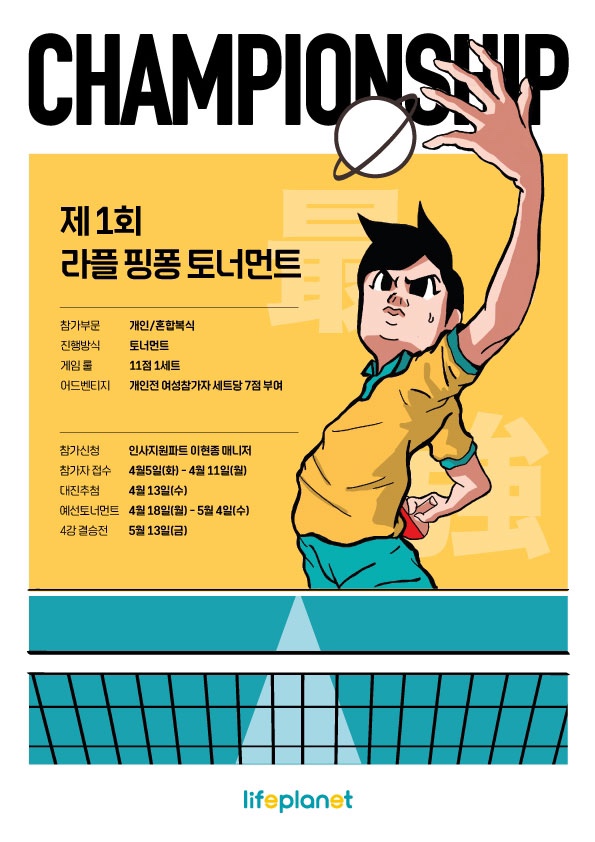 CHAMPIONSHIP
最
제 1회
라플 핑퐁 토너먼트
참가부문 개인/혼합복식
진행방식 토너먼트
게임 룰 11점 1세트
어드벤티지 개인전 여성참가자 세트당 7점 부여
참가신청 인사지원파트 이현종 매니저
참가자 접수 4월5일(화) - 4월 11일(월)
대진추첨 4월 13일(수)
예선토너먼트 4월 18일(월) - 5월 4일(수)
4강 결승전 5월 13일(금)
強
lifeplanet